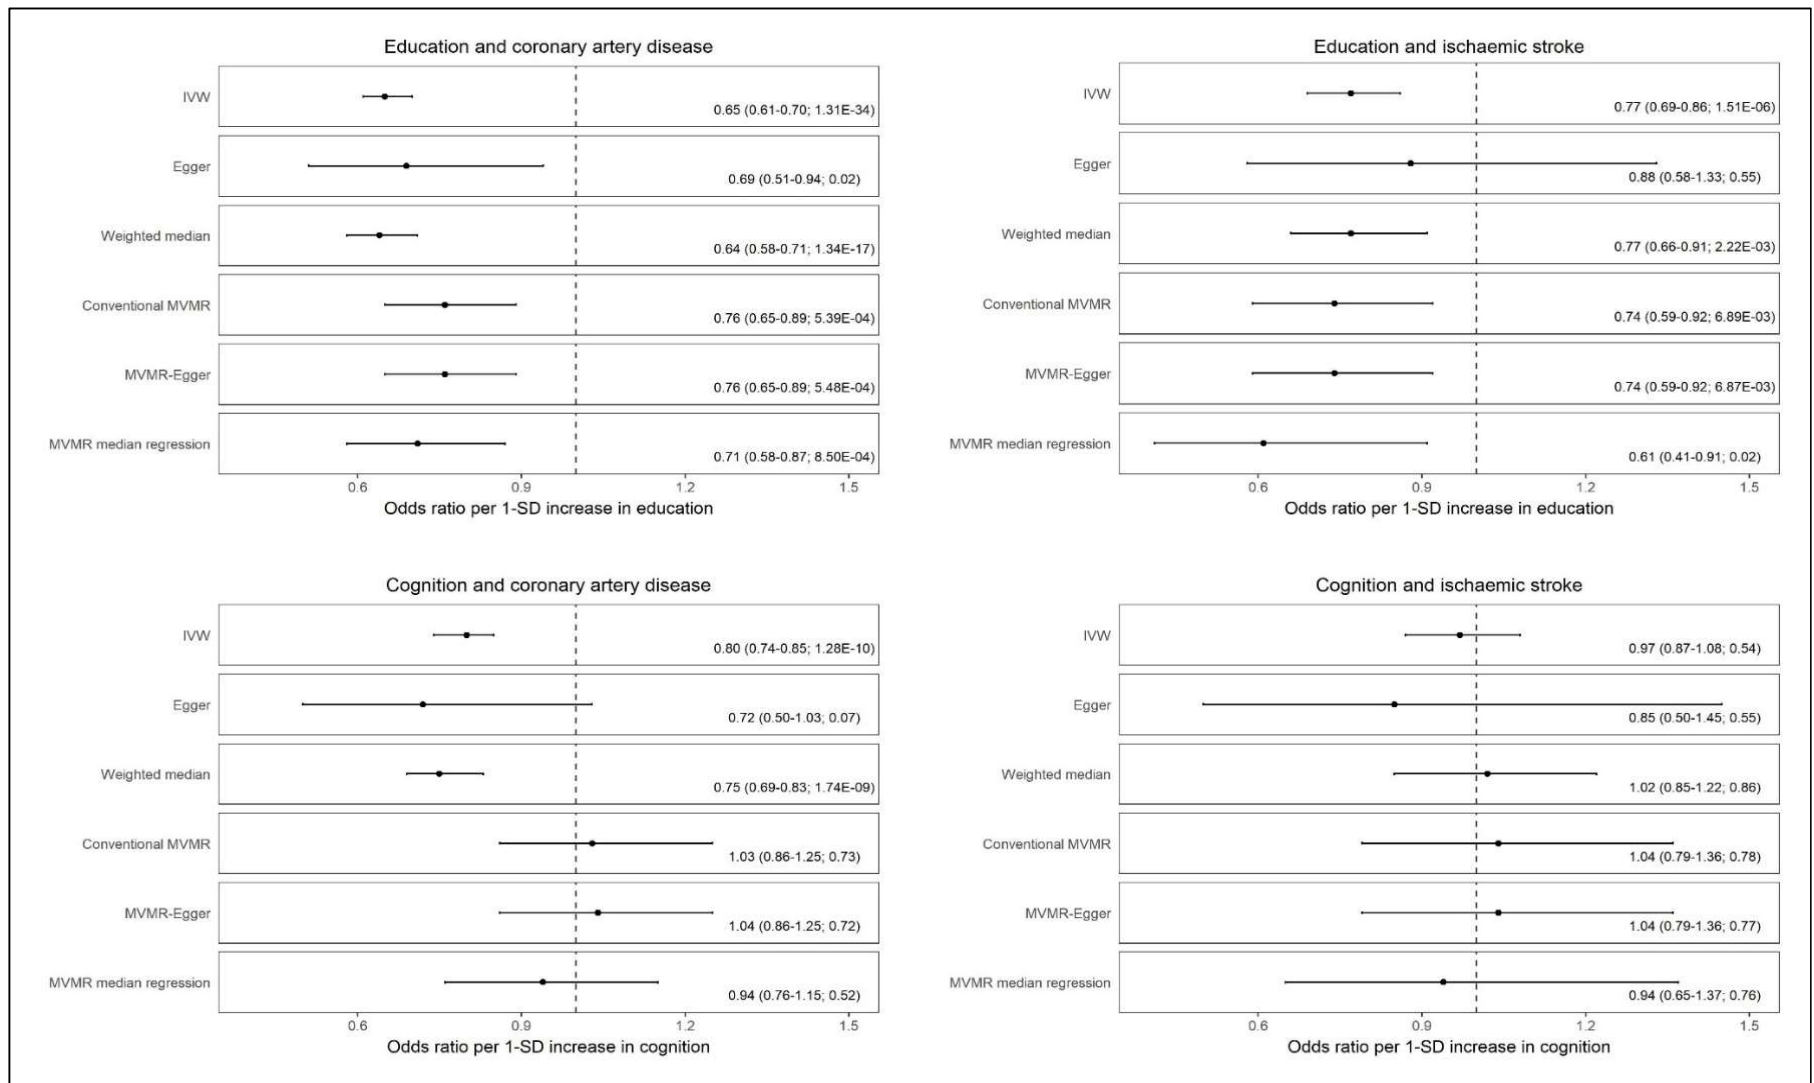 Education and coronary artery disease
IVW
0.65 (0.61-0.70; 1.31E-34)
Egger
0.69 (0.51-0.94; 0.02)
Weighted median
0.64 (0.58-0.71; 1.34E-17)
Conventional MVMR
0.76 (0.65-0.89; 5.39E-04)
MVMR-Egger
0.76 (0.65-0.89; 5.48E-04)
MVMR median regression
0.71 (0.58-0.87; 8.50E-04)
0.6 0.9 1.2 1.5
Odds ratio per 1-SD increase in education
Education and ischaemic stroke
IVW
0.77 (0.69-0.86; 1.51E-06)
Egger
0.88 (0.58-1.33; 0.55)
Weighted median
0.77 (0.66-0.91; 2.22E-03)
Conventional MVMR
0.74 (0.59-0.92; 6.89E-03)
MVMR-Egger
0.74 (0.59-0.92; 6.87E-03)
MVMR median regression
0.61 (0.41-0.91; 0.02)
0.6 0.9 1.2 1.5
Odds ratio per 1-SD increase in education
Cognition and coronary artery disease
IVW
0.80 (0.74-0.85; 1.28E-10)
Egger
0.72 (0.50-1.03; 0.07)
Weighted median
0.75 (0.69-0.83; 1.74E-09)
Conventional MVMR
1.03 (0.86-1.25; 0.73)
MVMR-Egger
1.04 (0.86-1.25; 0.72)
MVMR median regression
0.94 (0.76-1.15; 0.52)
0.6 0.9 1.2 1.5
Odds ratio per 1-SD increase in cognition
Cognition and ischaemic stroke
IVW
0.97 (0.87-1.08; 0.54)
Egger
0.85 (0.50-1.45; 0.55)
Weighted median
1.02 (0.85-1.22; 0.86)
Conventional MVMR
1.04 (0.79-1.36; 0.78)
MVMR-Egger
1.04 (0.79-1.36; 0.77)
MVMR median regression
0.94 (0.65-1.37; 0.76)
0.6 0.9 1.2 1.5
Odds ratio per 1-SD increase in cognition